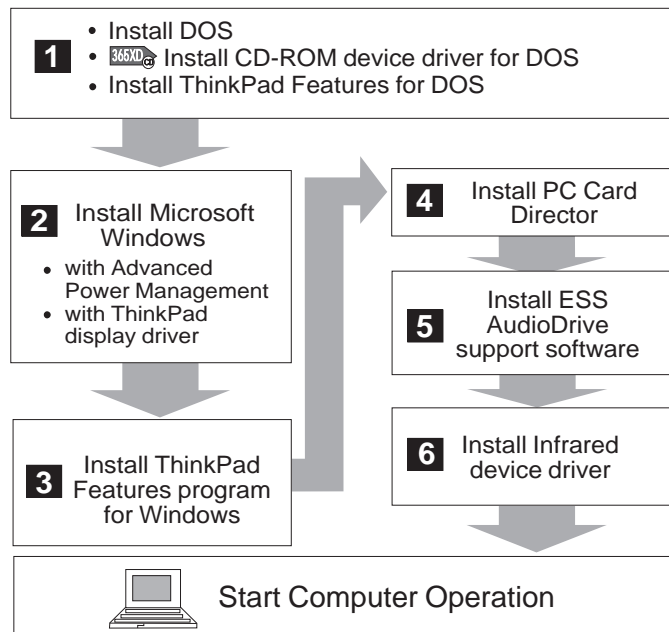 1
• Install DOS
• 365XD Install CD-ROM device driver for DOS
• Install ThinkPad Features for DOS
2
Install Microsoft
Windows
• with Advanced
Power Management
• with ThinkPad
display driver
3
Install ThinkPad
Features program
for Windows
4
Install PC Card
Director
5
Install ESS
AudioDrive
support software
6
Install Infrared
device driver
Start Computer Operation